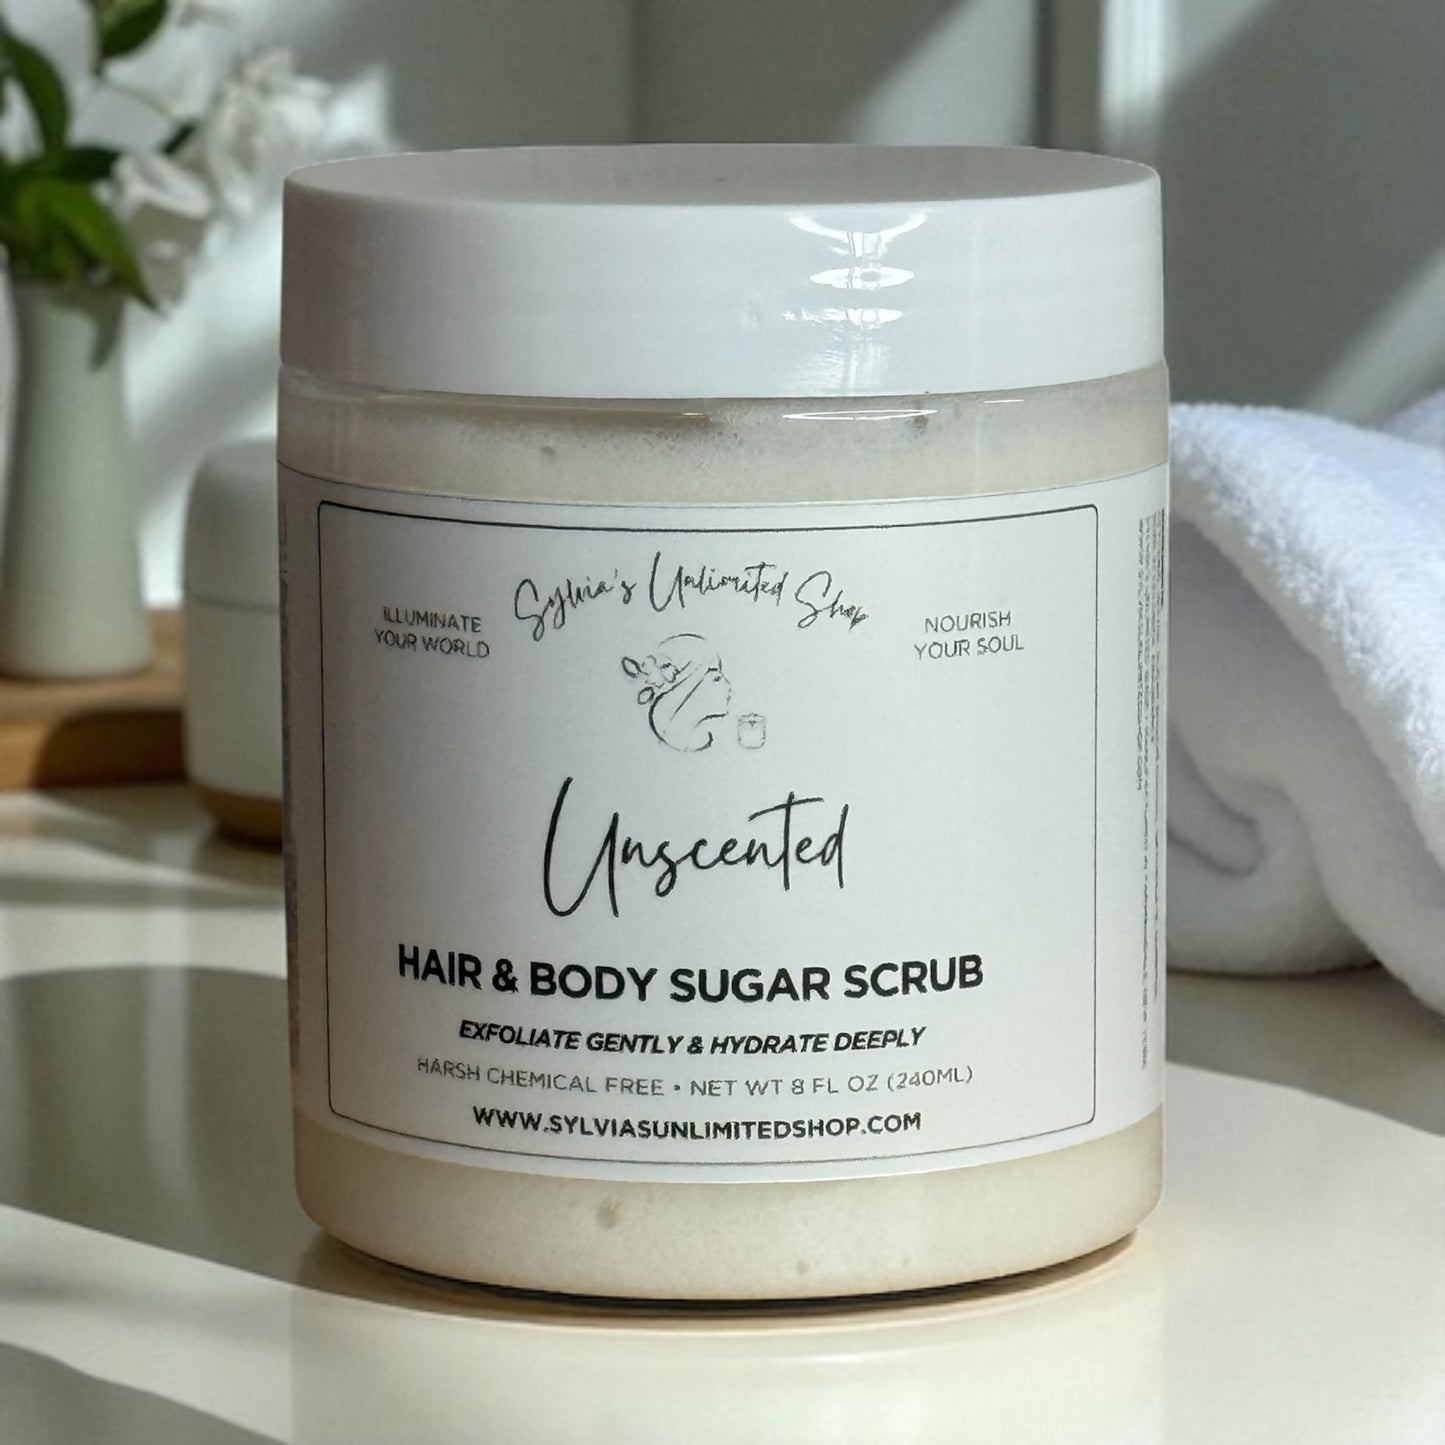 Sylvia's Unlimited Shop
ILLUMINATE
YOUR WORLD
NOURISH
YOUR SOUL
Unscented
HAIR & BODY SUGAR SCRUB
EXFOLIATE GENTLY & HYDRATE DEEPLY
HARSH CHEMICAL FREE • NET WT 8 FL OZ (240ML)
WWW.SYLVIASUNLIMITEDSHOP.COM